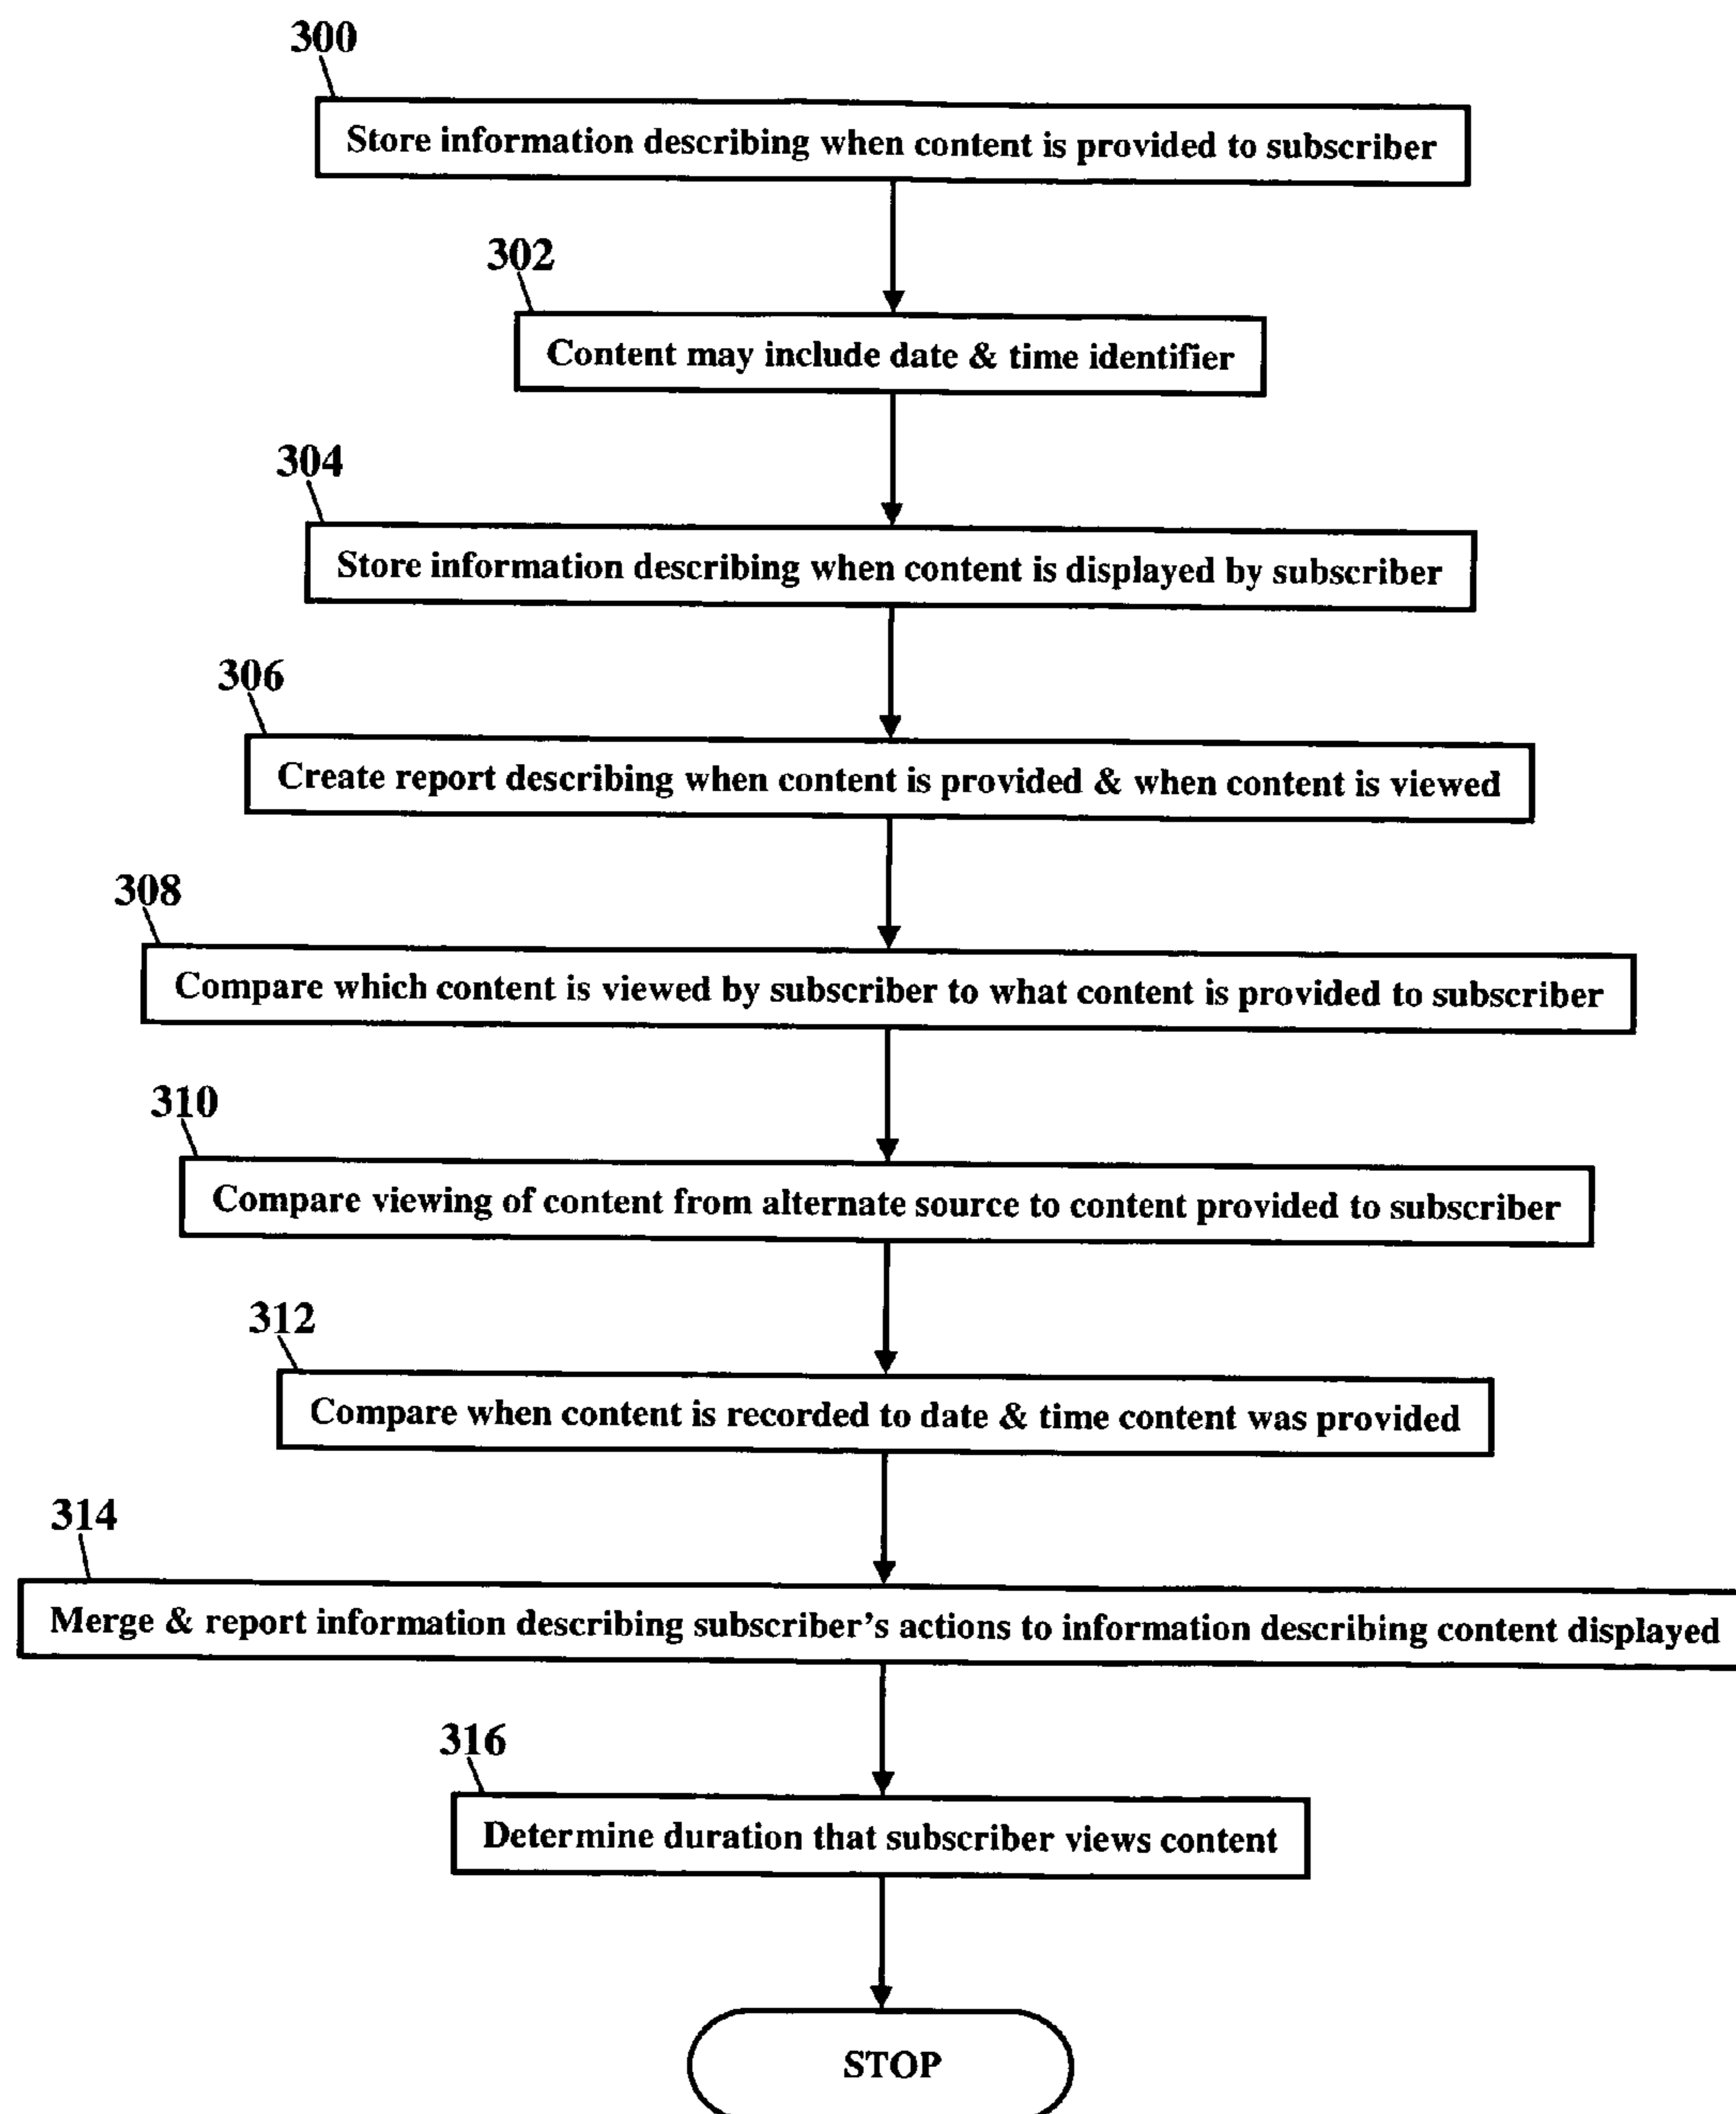 300
Store information describing when content is provided to subscriber
302
Content may include date & time identifier
304
Store information describing when content is displayed by subscriber
306
Create report describing when content is provided & when content is viewed
308
Compare which content is viewed by subscriber to what content is provided to subscriber
310
Compare viewing of content from alternate source to content provided to subscriber
312
Compare when content is recorded to date & time content was provided
314
Merge & report information describing subscriber's actions to information describing content displayed
316
Determine duration that subscriber views content
STOP